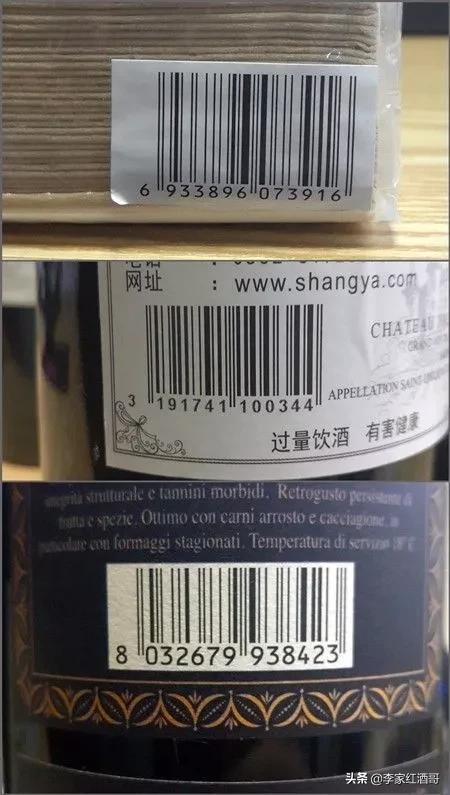 6 933896 073916
网址 : www.shangya.com
CHATEAU
GRAND
3 191741 100344
APPELLATION SAINT
过量饮酒 有害健康
integrita strutturale e tannini morbidi. Retrogusto persistente di
frutta e spezie. Ottimo con carni arrosto e cacciagione, in
particolare con formaggi stagionati. Temperatura di servizio 18° C
8 032679 938423
头条 @李家红酒哥